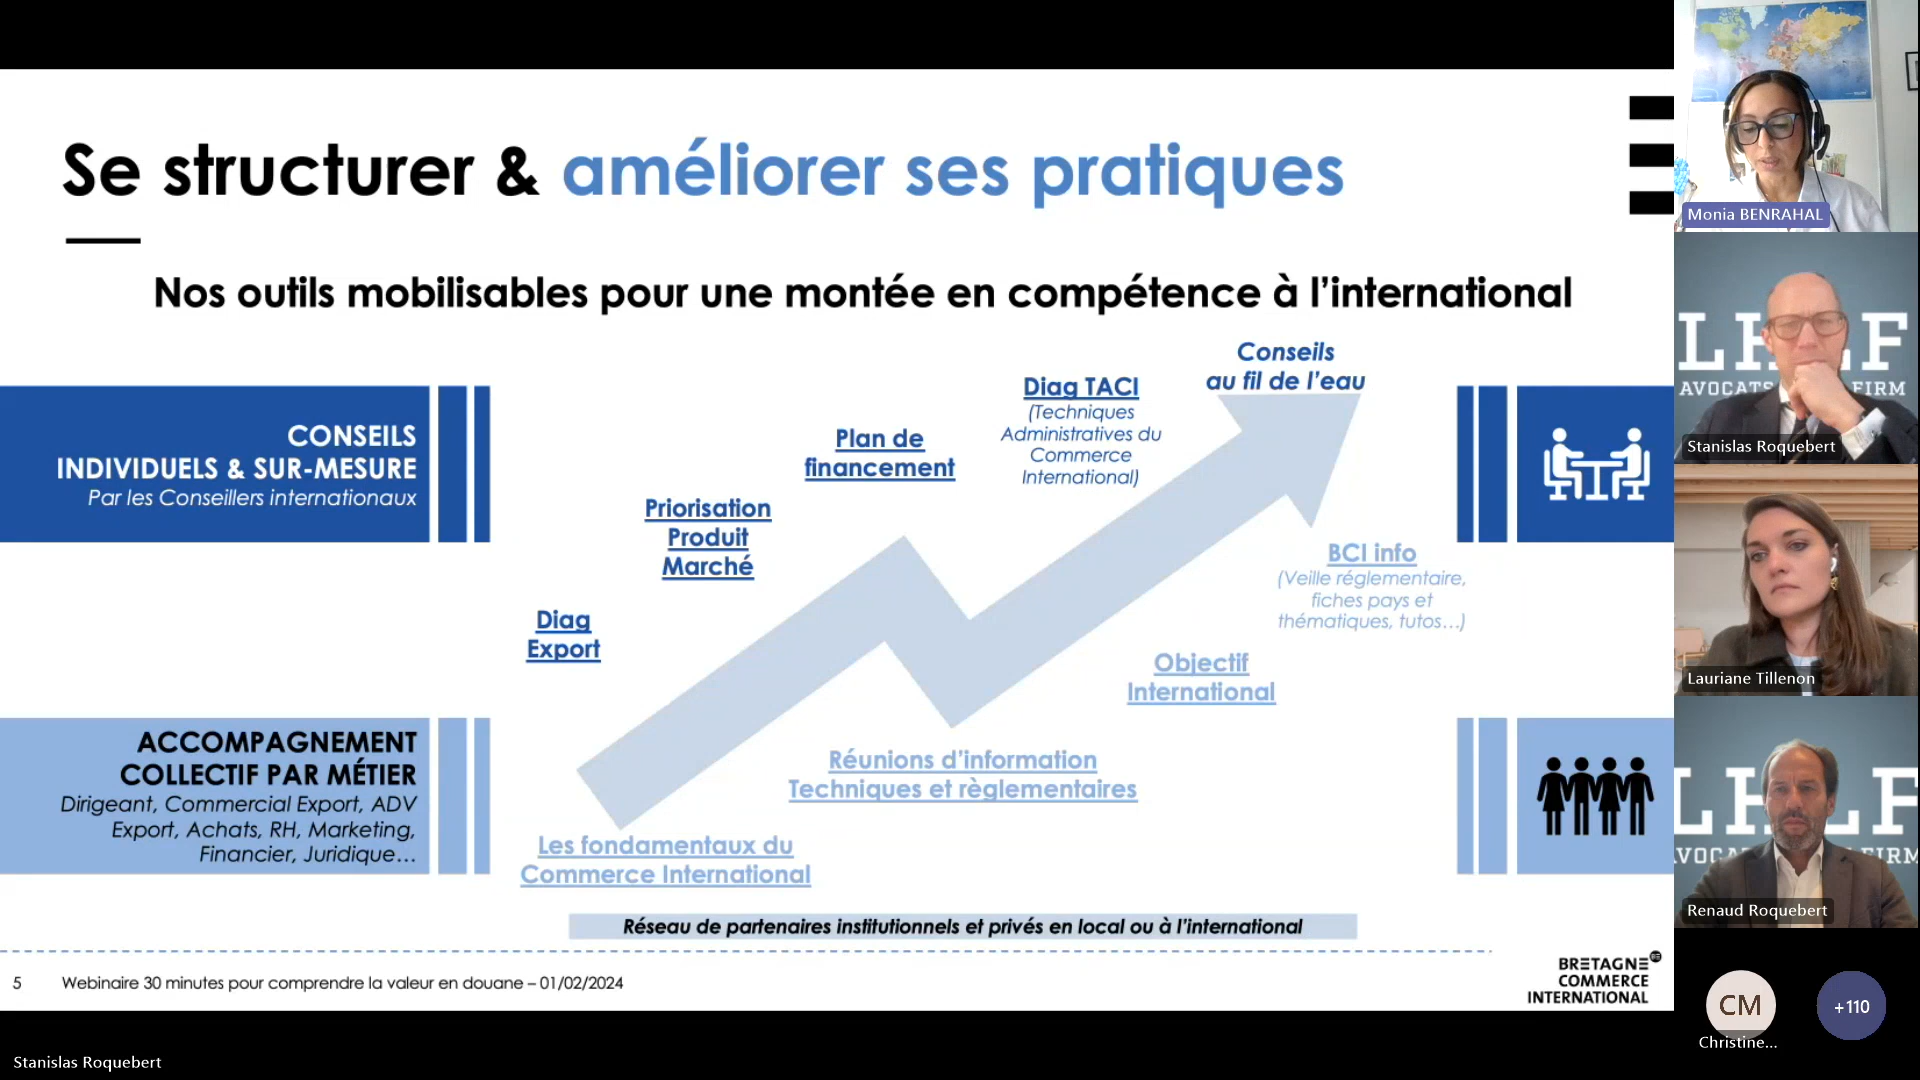 Se structurer & améliorer ses pratiques
Nos outils mobilisables pour une montée en compétence à l'international
CONSEILS
INDIVIDUELS & SUR-MESURE
Par les Conseillers internationaux
Diag
Export
Priorisation
Produit
Marché
Plan de
financement
Diag TACI
(Techniques
Administratives du
Commerce
International)
Conseils
au fil de l'eau
BCI info
(Veille réglementaire,
fiches pays et
thématiques, tutos...)
Objectif
International
Réunions d'information
Techniques et règlementaires
Les fondamentaux du
Commerce International
ACCOMPAGNEMENT
COLLECTIF PAR MÉTIER
Dirigeant, Commercial Export, ADV
Export, Achats, RH, Marketing,
Financier, Juridique...
Réseau de partenaires institutionnels et privés en local ou à l'international
5
Webinaire 30 minutes pour comprendre la valeur en douane – 01/02/2024
BRETAGNE
COMMERCE
INTERNATIONAL
Stanislas Roquebert
Monia BENRAHAL
AVOCATS
FIRM
Stanislas Roquebert
Lauriane Tillenon
Renaud Roquebert
CM
Christine...
+110